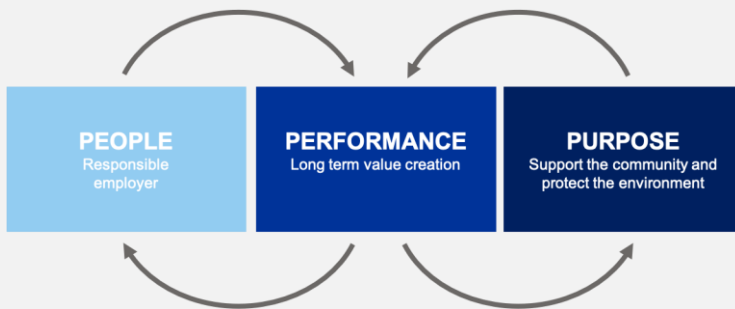 PEOPLE
Responsible
employer
PERFORMANCE
Long term value creation
PURPOSE
Support the community and
protect the environment